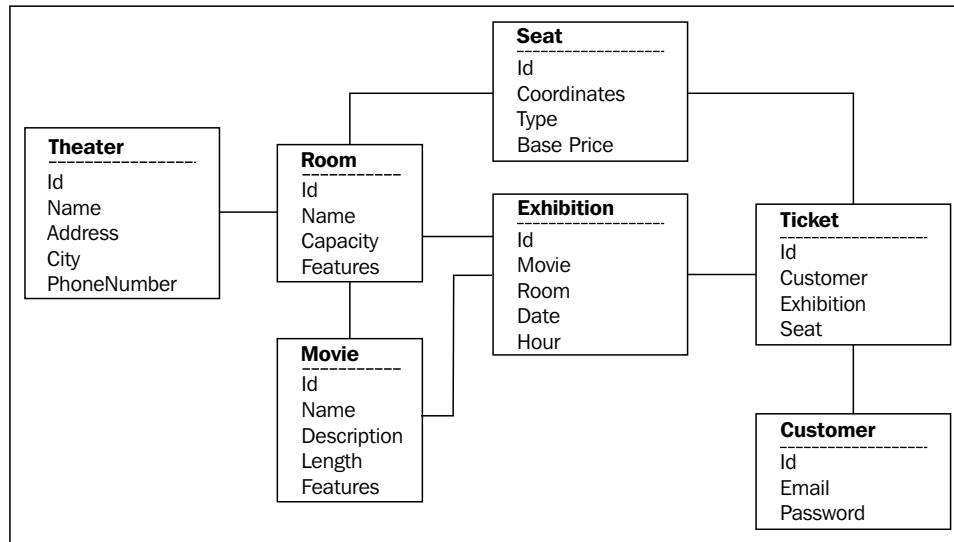 Theater
Id
Name
Address
City
PhoneNumber
Room
Id
Name
Capacity
Features
Movie
Id
Name
Description
Length
Features
Seat
Id
Coordinates
Type
Base Price
Exhibition
Id
Movie
Room
Date
Hour
Ticket
Id
Customer
Exhibition
Seat
Customer
Id
Email
Password